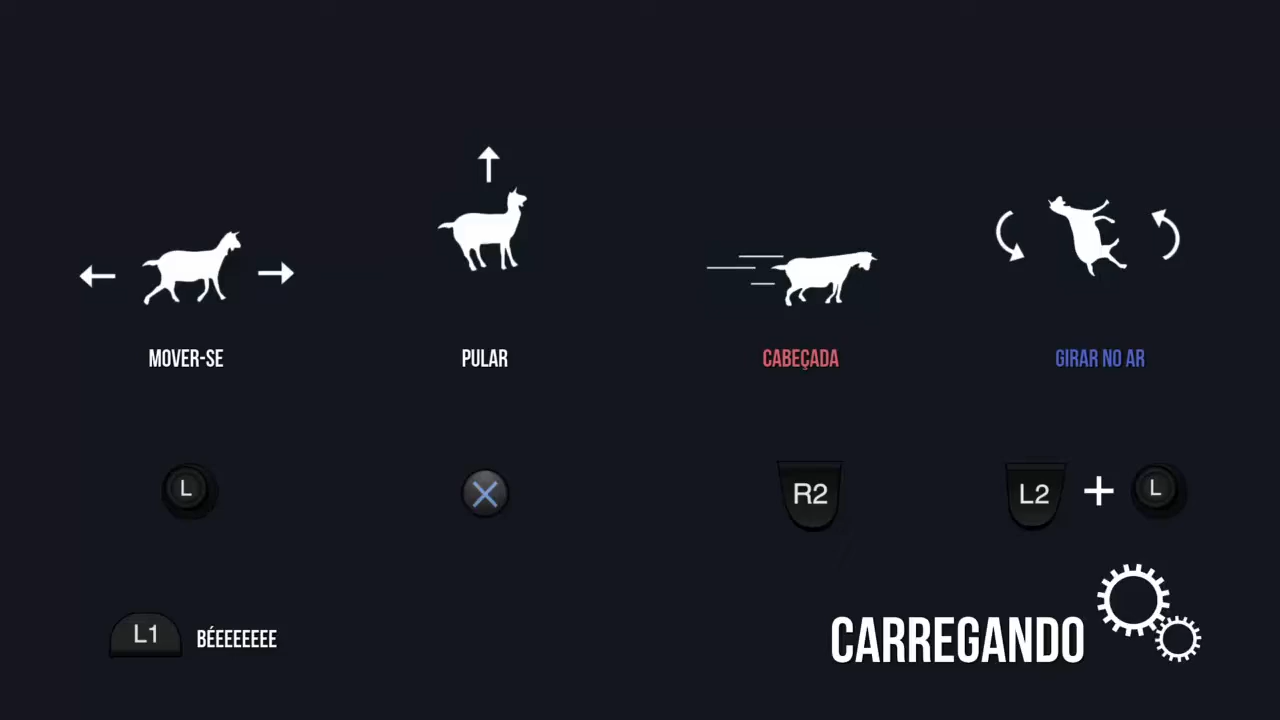 MOVER-SE
PULAR
CABEÇADA
GIRAR NO AR
L
R2
L2 + L
L1
BÉEEEEEEE
CARREGANDO